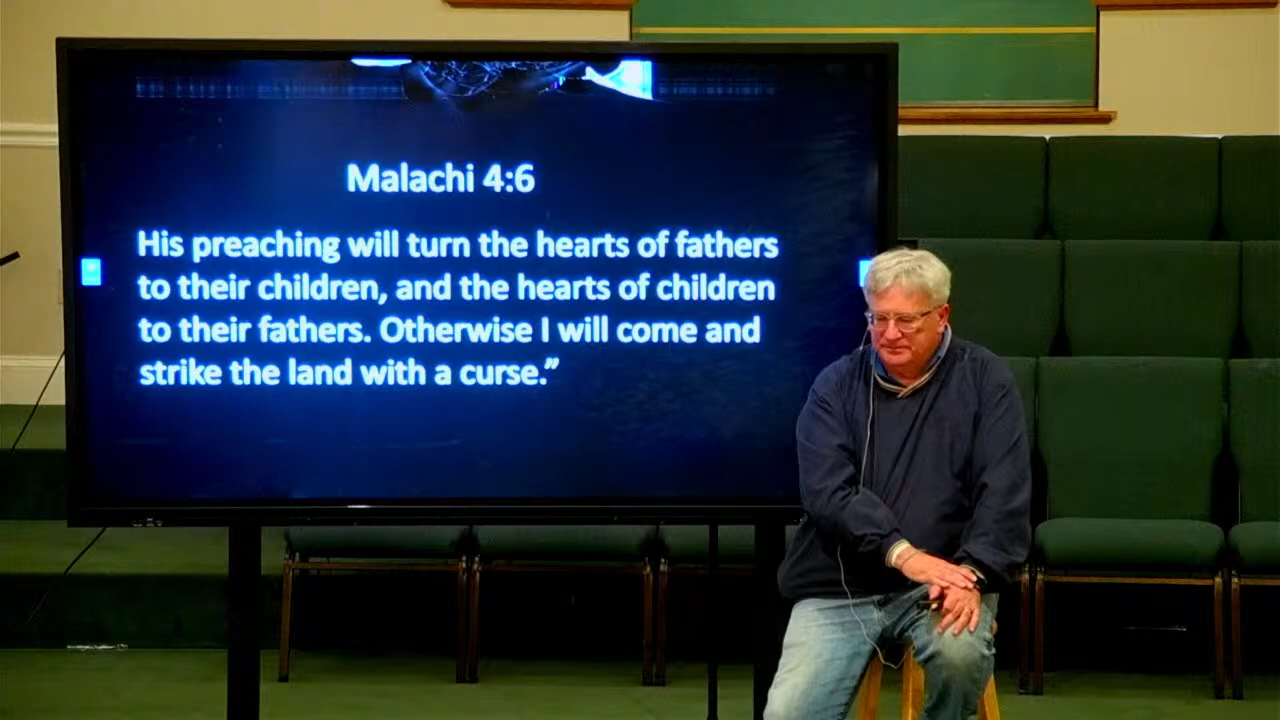 Malachi 4:6
His preaching will turn the hearts of fathers
to their children, and the hearts of children
to their fathers. Otherwise I will come and
strike the land with a curse.”